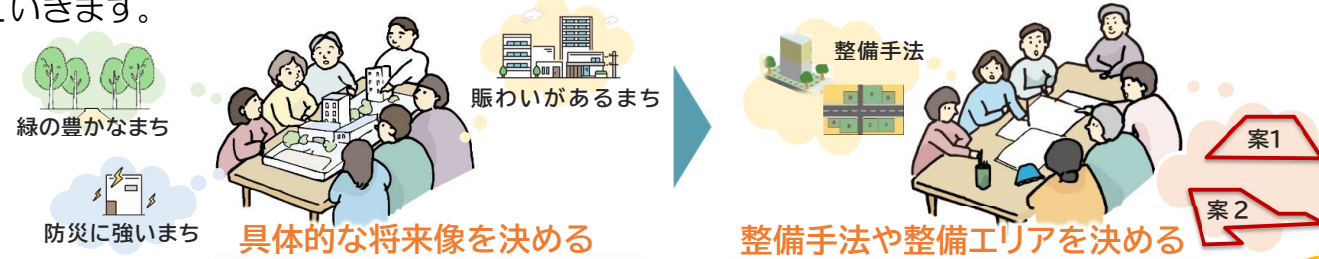 いきます。
緑の豊かなまち
賑わいがあるまち
防災に強いまち
具体的な将来像を決める
整備手法
案1
案２
整備手法や整備エリアを決める